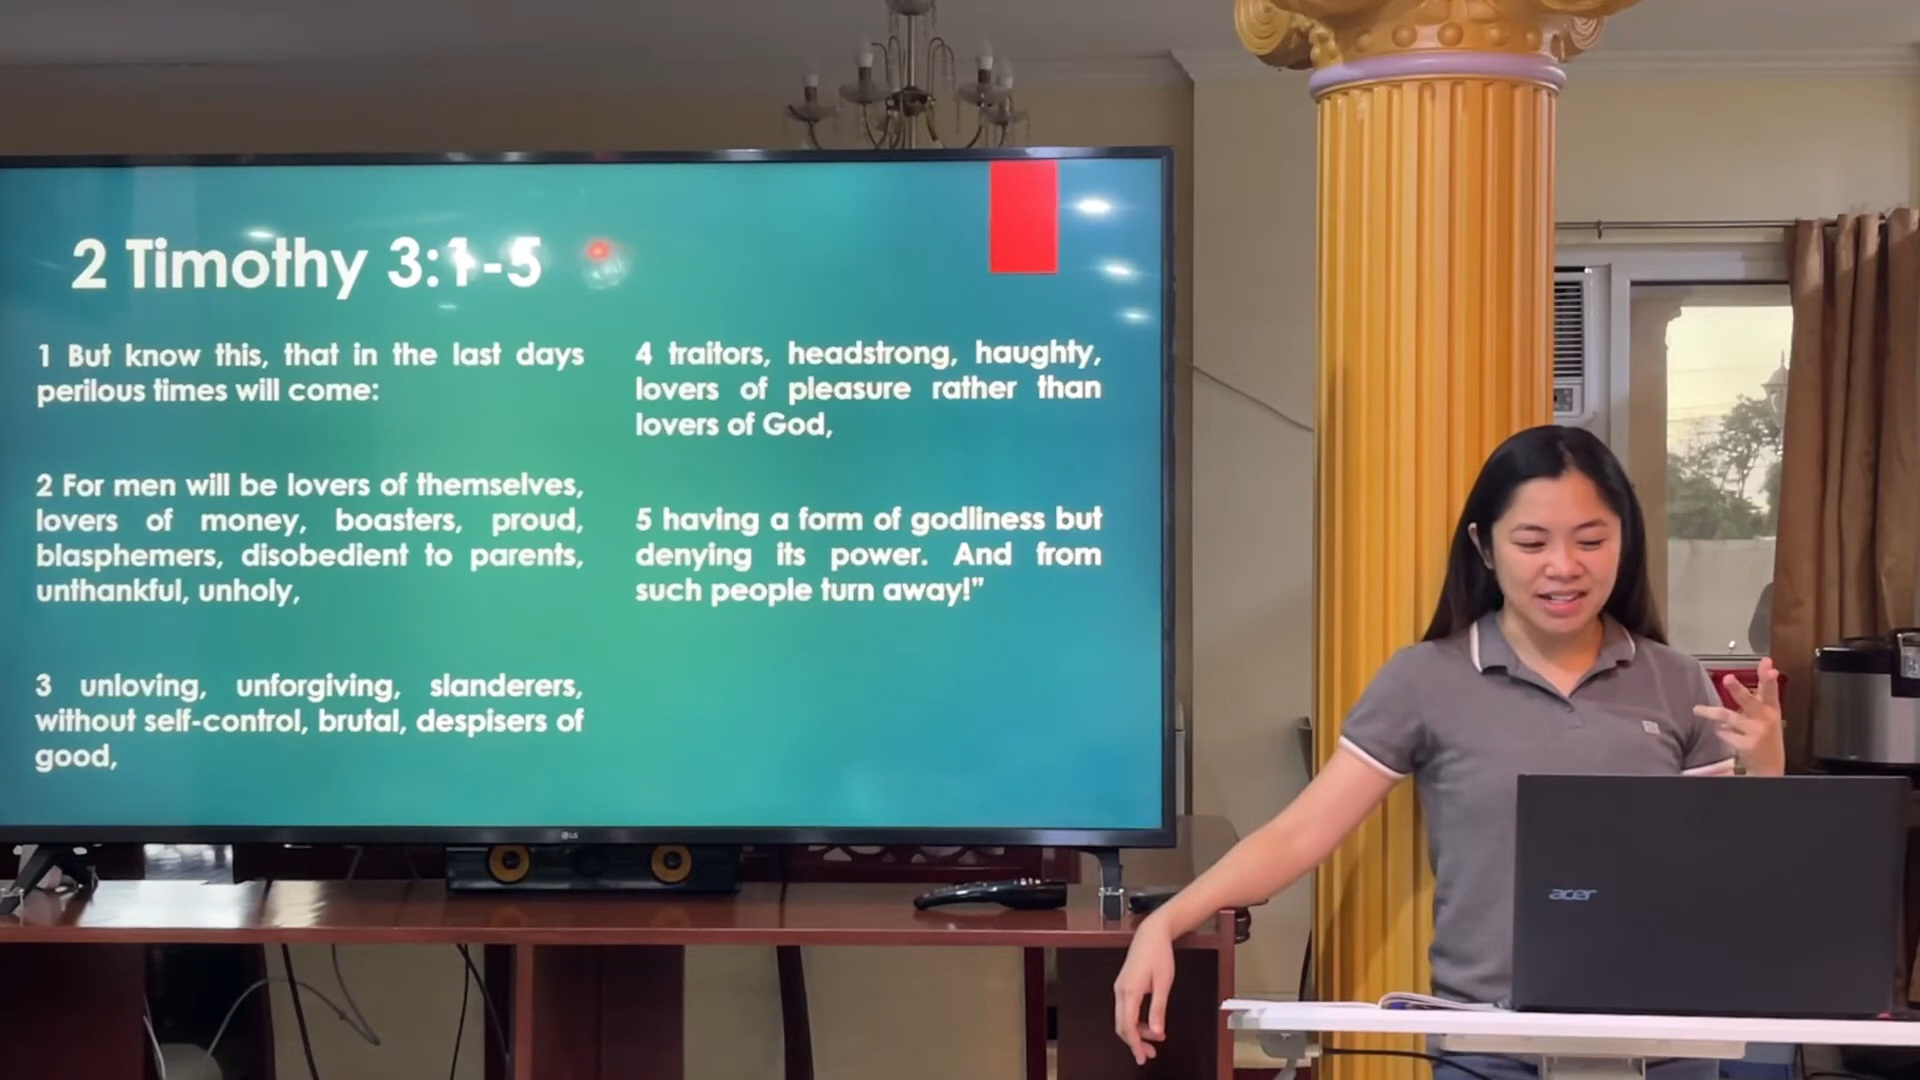 2 Timothy 3:1-5
1 But know this, that in the last days
perilous times will come:
2 For men will be lovers of themselves,
lovers of money, boasters, proud,
blasphemers, disobedient to parents,
unthankful, unholy,
3 unloving, unforgiving, slanderers,
without self-control, brutal, despisers of
good,
4 traitors, headstrong, haughty,
lovers of pleasure rather than
lovers of God,
5 having a form of godliness but
denying its power. And from
such people turn away!”
LG
acer